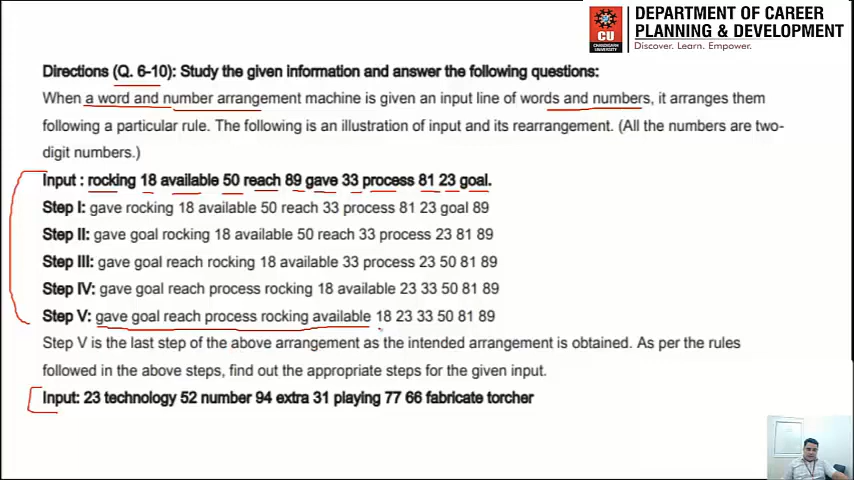 DEPARTMENT OF CAREER
PLANNING & DEVELOPMENT
CU
CHANDIGARH
UNIVERSITY
Discover. Learn. Empower.
Directions (Q. 6-10): Study the given information and answer the following questions:
When a word and number arrangement machine is given an input line of words and numbers, it arranges them
following a particular rule. The following is an illustration of input and its rearrangement. (All the numbers are two-
digit numbers.)
Input : rocking 18 available 50 reach 89 gave 33 process 81 23 goal.
Step I: gave rocking 18 available 50 reach 33 process 81 23 goal 89
Step II: gave goal rocking 18 available 50 reach 33 process 23 81 89
Step III: gave goal reach rocking 18 available 33 process 23 50 81 89
Step IV: gave goal reach process rocking 18 available 23 33 50 81 89
Step V: gave goal reach process rocking available 18 23 33 50 81 89
Step V is the last step of the above arrangement as the intended arrangement is obtained. As per the rules
followed in the above steps, find out the appropriate steps for the given input.
Input: 23 technology 52 number 94 extra 31 playing 77 66 fabricate torcher